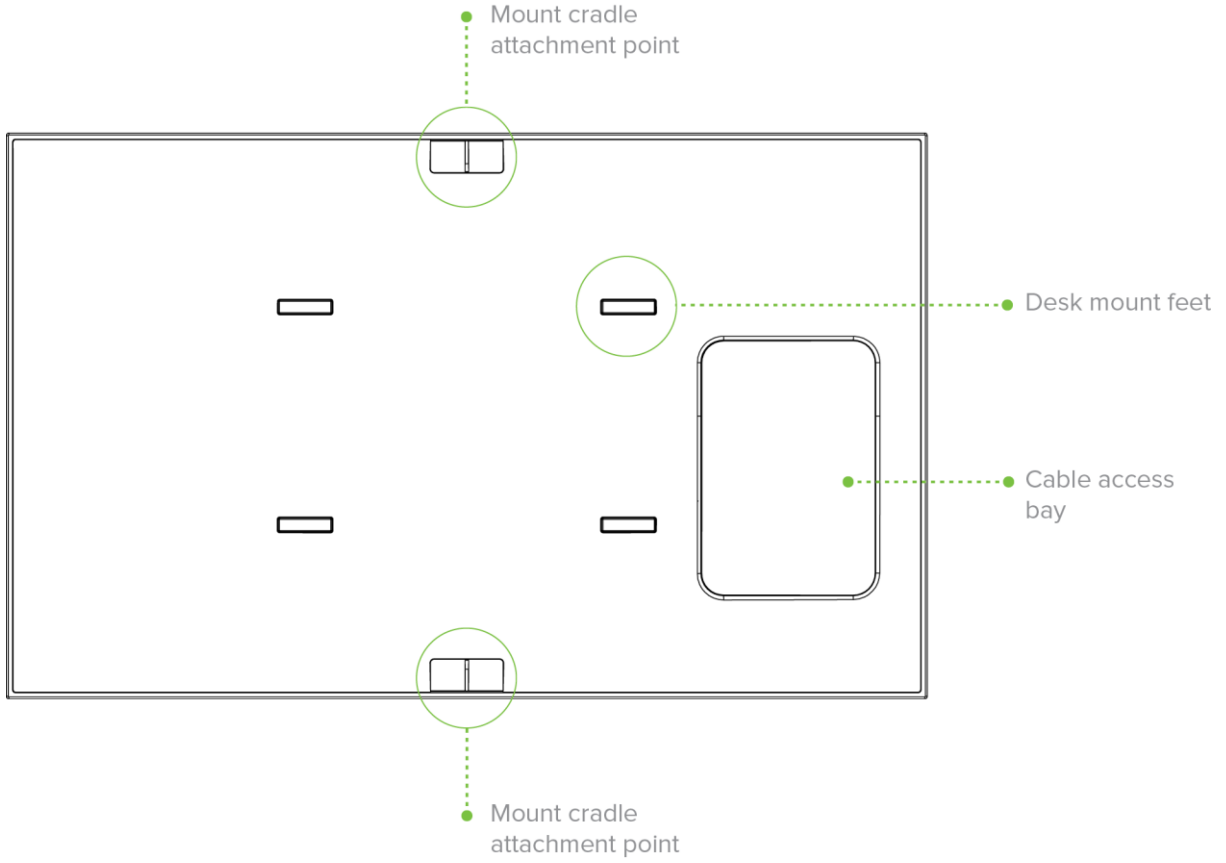 Mount cradle
attachment point
Desk mount feet
Cable access
bay
Mount cradle
attachment point